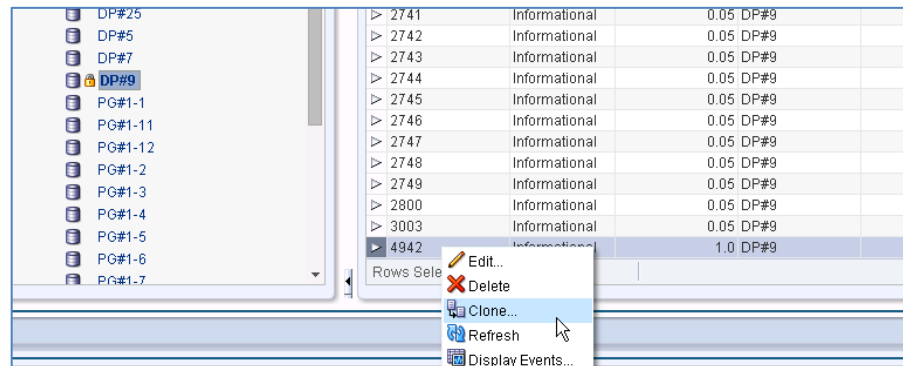 DP#25
DP#5
DP#7
DP#9
PG#1-1
PG#1-11
PG#1-12
PG#1-2
PG#1-3
PG#1-4
PG#1-5
PG#1-6
PG#1-7
2741 Informational 0.05 DP#9
2742 Informational 0.05 DP#9
2743 Informational 0.05 DP#9
2744 Informational 0.05 DP#9
2745 Informational 0.05 DP#9
2746 Informational 0.05 DP#9
2747 Informational 0.05 DP#9
2748 Informational 0.05 DP#9
2749 Informational 0.05 DP#9
2800 Informational 0.05 DP#9
3003 Informational 0.05 DP#9
4942 Informational 1.0 DP#9
Rows Sele
Edit...
Delete
Clone...
Refresh
Display Events...